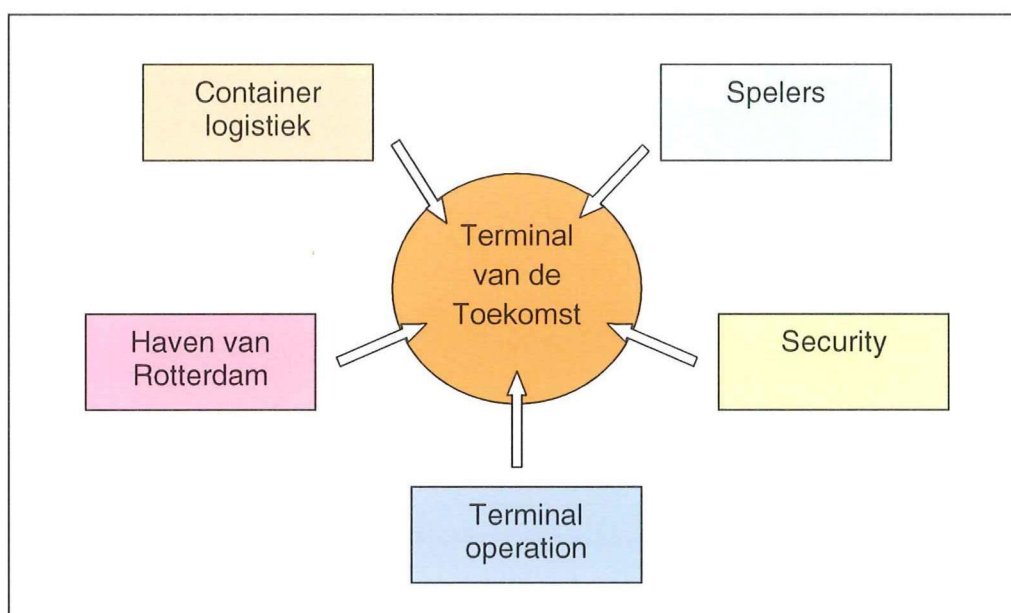 Container
logistiek
Spelers
Terminal
van de
Toekomst
Haven van
Rotterdam
Security
Terminal
operation